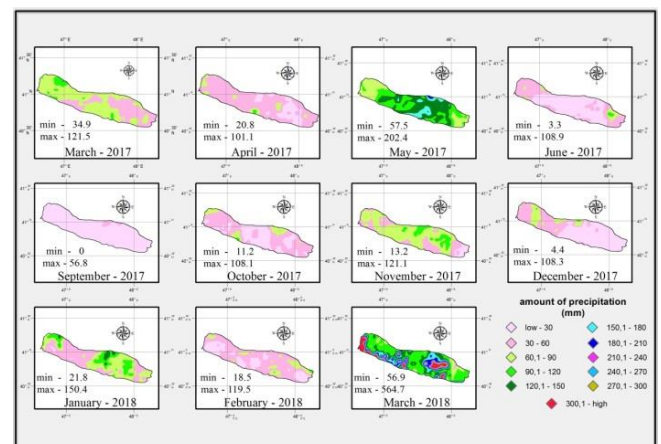 min - 34.9
max - 121.5
March - 2017
min - 20.8
max - 101.1
April - 2017
min - 57.5
max - 202.4
May - 2017
min - 3.3
max - 108.9
June - 2017
min - 0
max - 56.8
September - 2017
min - 11.2
max - 108.1
October - 2017
min - 13.2
max - 121.1
November - 2017
min - 4.4
max - 108.3
December - 2017
min - 21.8
max - 150.4
January - 2018
min - 18.5
max - 119.5
February - 2018
min - 56.9
max - 564.7
March - 2018
amount of precipitation
(mm)
low - 30
30 - 60
60,1 - 90
90,1 - 120
120,1 - 150
150,1 - 180
180,1 - 210
210,1 - 240
240,1 - 270
270,1 - 300
300,1 - high